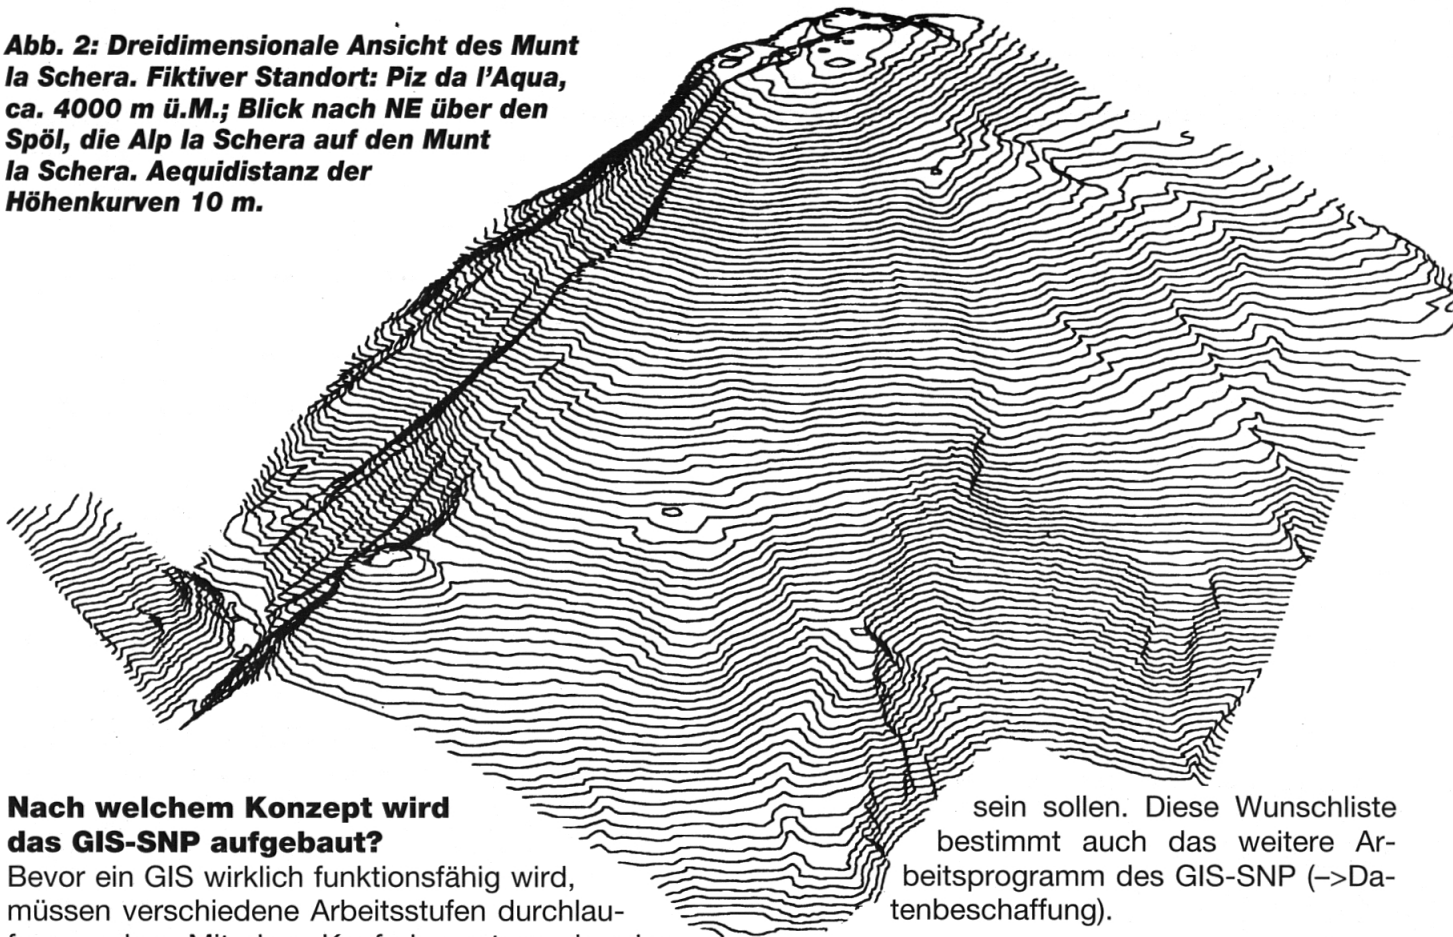 Abb. 2: Dreidimensionale Ansicht des Munt
la Schera. Fiktiver Standort: Piz da l'Aqua,
ca. 4000 m ü.M.; Blick nach NE über den
Spöl, die Alp la Schera auf den Munt
la Schera. Aequidistanz der
Höhenkurven 10 m.
Nach welchem Konzept wird
das GIS-SNP aufgebaut?
Bevor ein GIS wirklich funktionsfähig wird,
müssen verschiedene Arbeitsstufen durchlau-
sein sollen. Diese Wunschliste
bestimmt auch das weitere Ar-
beitsprogramm des GIS-SNP (–>Da-
tenbeschaffung).